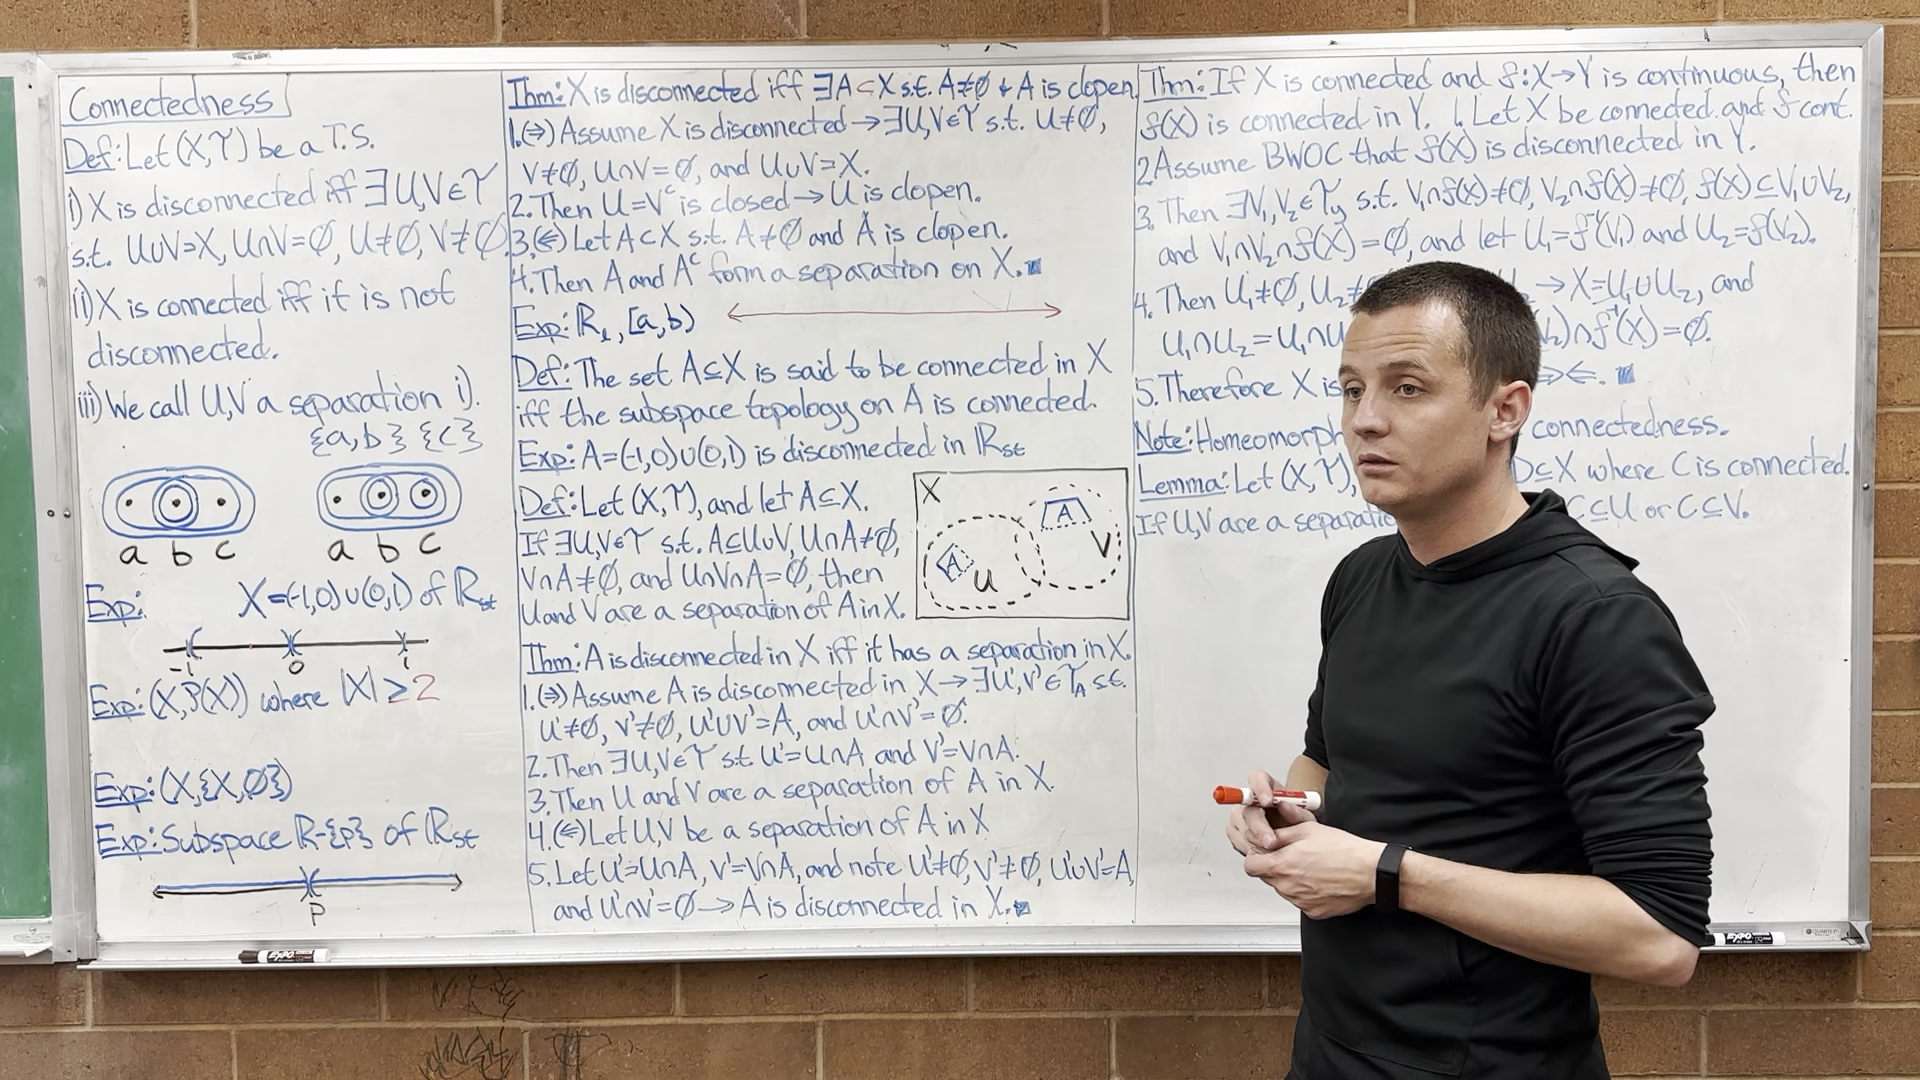 Connectedness
Def: Let (X,𝒯) be a T.S.
i) X is disconnected iff ∃U,V∈𝒯
s.t. U∪V=X, U∩V=∅, U≠∅, V≠∅.
ii) X is connected iff it is not
disconnected.
iii) We call U,V a separation i).
{a,b} {c}
a b c
a b c
Exp: X=(-1,0)∪(0,1) of ℝst
-1 0 1
Exp: (X,P(X)) where |X|≥2
Exp: (X,{X,∅})
Exp: Subspace ℝ-{p} of ℝst
p
Thm: X is disconnected iff ∃A⊂X s.t. A≠∅ + A is clopen.
1.(⇒) Assume X is disconnected → ∃U,V∈𝒯 s.t. U≠∅,
V≠∅, U∩V=∅, and U∪V=X.
2. Then U=Vᶜ is closed → U is clopen.
3.(⇐) Let A⊂X s.t. A≠∅ and A is clopen.
4. Then A and Aᶜ form a separation on X.
Exp: ℝℓ, [a,b)
Def: The set A⊆X is said to be connected in X
iff the subspace topology on A is connected.
Exp: A=(-1,0)∪(0,1) is disconnected in ℝst
Def: Let (X,𝒯), and let A⊆X.
If ∃U,V∈𝒯 s.t. A⊆U∪V, U∩A≠∅,
V∩A≠∅, and U∩V∩A=∅, then
U and V are a separation of A in X.
X
A
V
A
U
Thm: A is disconnected in X iff it has a separation in X.
1.(⇒) Assume A is disconnected in X → ∃U',V'∈𝒯A s.t.
U'≠∅, V'≠∅, U'∪V'=A, and U'∩V'=∅.
2. Then ∃U,V∈𝒯 s.t. U'=U∩A and V'=V∩A.
3. Then U and V are a separation of A in X.
4.(⇐) Let U,V be a separation of A in X
5. Let U'=U∩A, V'=V∩A, and note U'≠∅, V'≠∅, U'∪V'=A,
and U'∩V'=∅ → A is disconnected in X.
Thm: If X is connected and f:X→Y is continuous, then
f(X) is connected in Y. 1. Let X be connected and f cont.
2. Assume BWOC that f(X) is disconnected in Y.
3. Then ∃V₁,V₂∈𝒯y s.t. V₁∩f(X)≠∅, V₂∩f(X)≠∅, f(X)⊆V₁∪V₂,
and V₁∩V₂∩f(X)=∅, and let U₁=f⁻¹(V₁) and U₂=f(V₂).
4. Then U₁≠∅, U₂≠ → X=U₁∪U₂, and
U₁∩U₂=U₁∩U ∩f⁻¹(X)=∅.
5. Therefore X is ⇒⇐.
Note: connectedness.
Lemma: Let (X,𝒯), D⊆X where C is connected.
If U,V are a C⊆U or C⊆V.
EXPO
EXPO
QUARTET